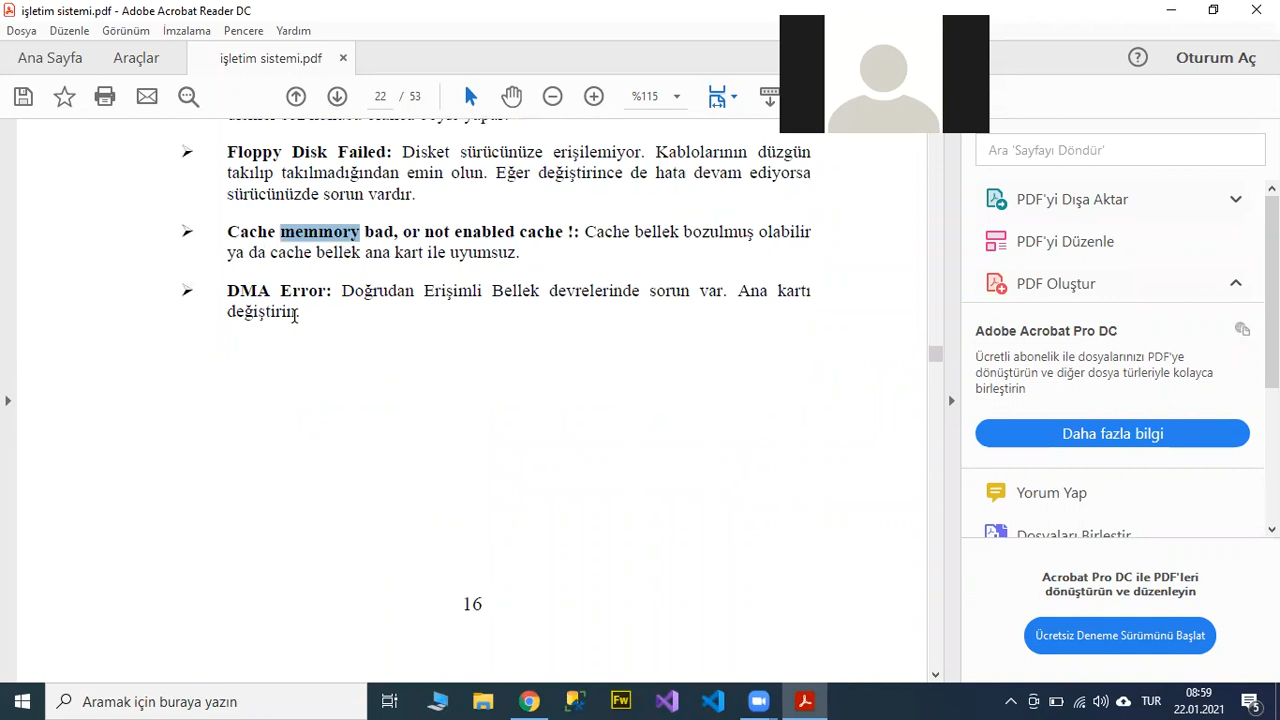 işletim sistemi.pdf - Adobe Acrobat Reader DC
Dosya Düzenle Görünüm İmzalama Pencere Yardım
Ana Sayfa Araçlar işletim sistemi.pdf × Oturum Aç
22 / 53 %115
Floppy Disk Failed: Disket sürücünüze erişilemiyor. Kablolarının düzgün
takılıp takılmadığından emin olun. Eğer değiştirince de hata devam ediyorsa
sürücünüzde sorun vardır.
Cache memmory bad, or not enabled cache !: Cache bellek bozulmuş olabilir
ya da cache bellek ana kart ile uyumsuz.
DMA Error: Doğrudan Erişimli Bellek devrelerinde sorun var. Ana kartı
değiştirin.
16
Ara 'Sayfayı Döndür'
PDF'yi Dışa Aktar
PDF'yi Düzenle
PDF Oluştur
Adobe Acrobat Pro DC
Ücretli abonelik ile dosyalarınızı PDF'ye
dönüştürün ve diğer dosya türleriyle kolayca
birleştirin
Daha fazla bilgi
Yorum Yap
Dosyaları Birleştir
Acrobat Pro DC ile PDF'leri
dönüştürün ve düzenleyin
Ücretsiz Deneme Sürümünü Başlat
Aramak için buraya yazın
Fw
TUR
08:59
22.01.2021
5